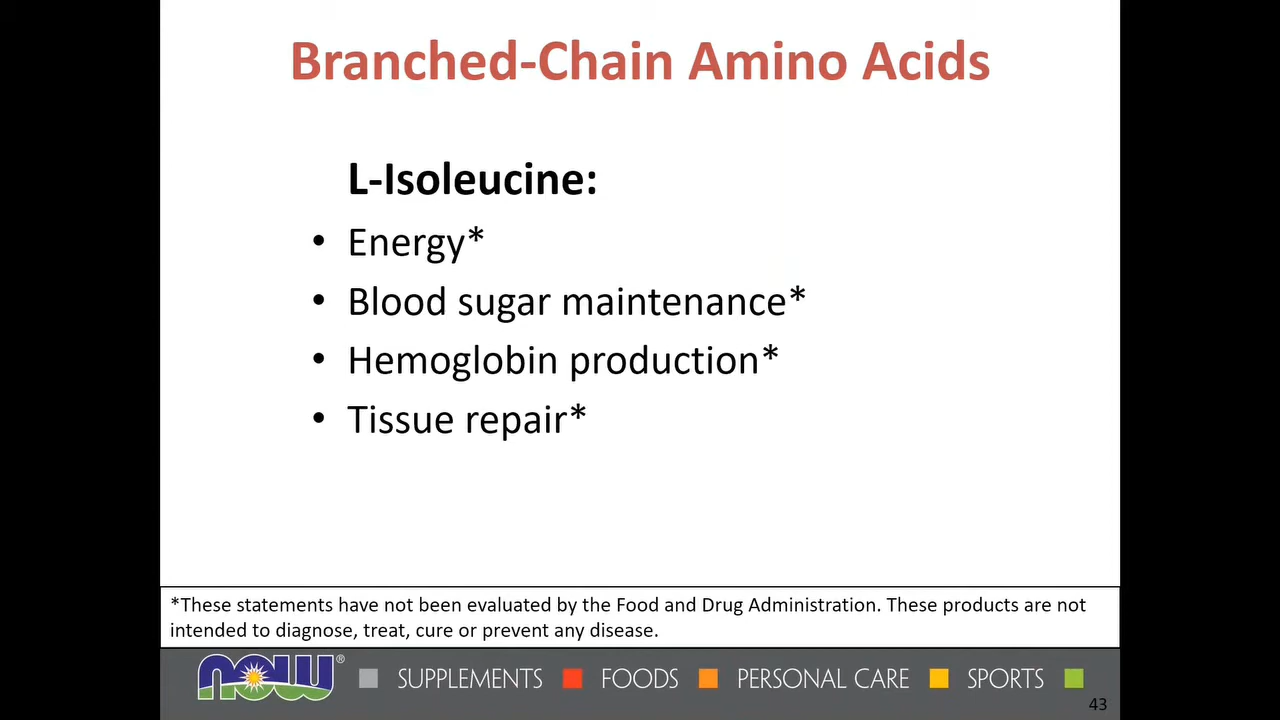 Branched-Chain Amino Acids
L-Isoleucine:
• Energy*
• Blood sugar maintenance*
• Hemoglobin production*
• Tissue repair*
*These statements have not been evaluated by the Food and Drug Administration. These products are not
intended to diagnose, treat, cure or prevent any disease.
now® SUPPLEMENTS FOODS PERSONAL CARE SPORTS
43